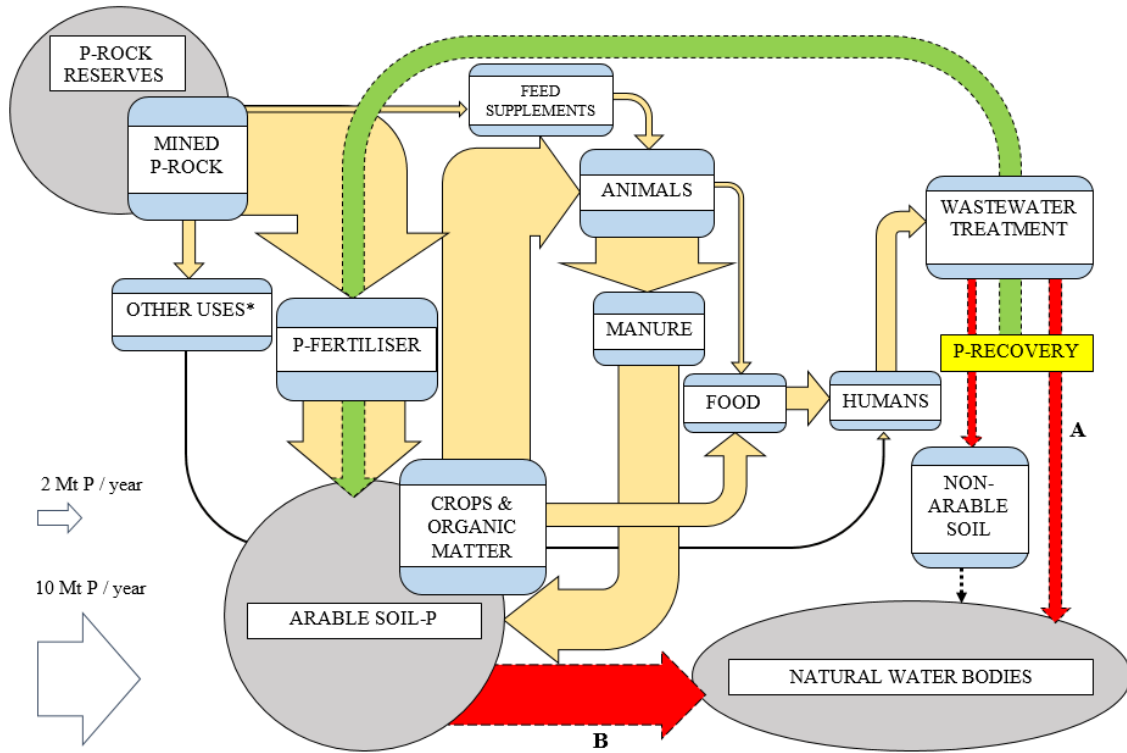 P-ROCK
RESERVES
MINED
P-ROCK
FEED
SUPPLEMENTS
ANIMALS
WASTEWATER
TREATMENT
OTHER USES*
P-FERTILISER
MANURE
P-RECOVERY
FOOD
HUMANS
A
2 Mt P / year
CROPS &
ORGANIC
MATTER
NON-
ARABLE
SOIL
10 Mt P / year
ARABLE SOIL-P
NATURAL WATER BODIES
B